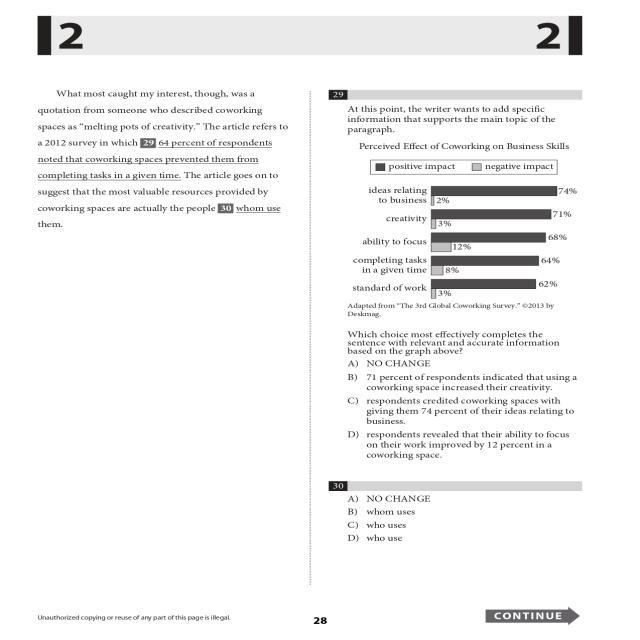 2
2
What most caught my interest, though, was a
quotation from someone who described coworking
spaces as “melting pots of creativity.” The article refers to
a 2012 survey in which 29 64 percent of respondents
noted that coworking spaces prevented them from
completing tasks in a given time. The article goes on to
suggest that the most valuable resources provided by
coworking spaces are actually the people 30 whom use
them.
29
At this point, the writer wants to add specific
information that supports the main topic of the
paragraph.
Perceived Effect of Coworking on Business Skills
positive impact negative impact
ideas relating
to business
74%
2%
creativity
71%
3%
ability to focus
68%
12%
completing tasks
in a given time
64%
8%
standard of work
62%
3%
Adapted from “The 3rd Global Coworking Survey.” ©2013 by
Deskmag.
Which choice most effectively completes the
sentence with relevant and accurate information
based on the graph above?
A) NO CHANGE
B) 71 percent of respondents indicated that using a
coworking space increased their creativity.
C) respondents credited coworking spaces with
giving them 74 percent of their ideas relating to
business.
D) respondents revealed that their ability to focus
on their work improved by 12 percent in a
coworking space.
30
A) NO CHANGE
B) whom uses
C) who uses
D) who use
Unauthorized copying or reuse of any part of this page is illegal.
28
CONTINUE